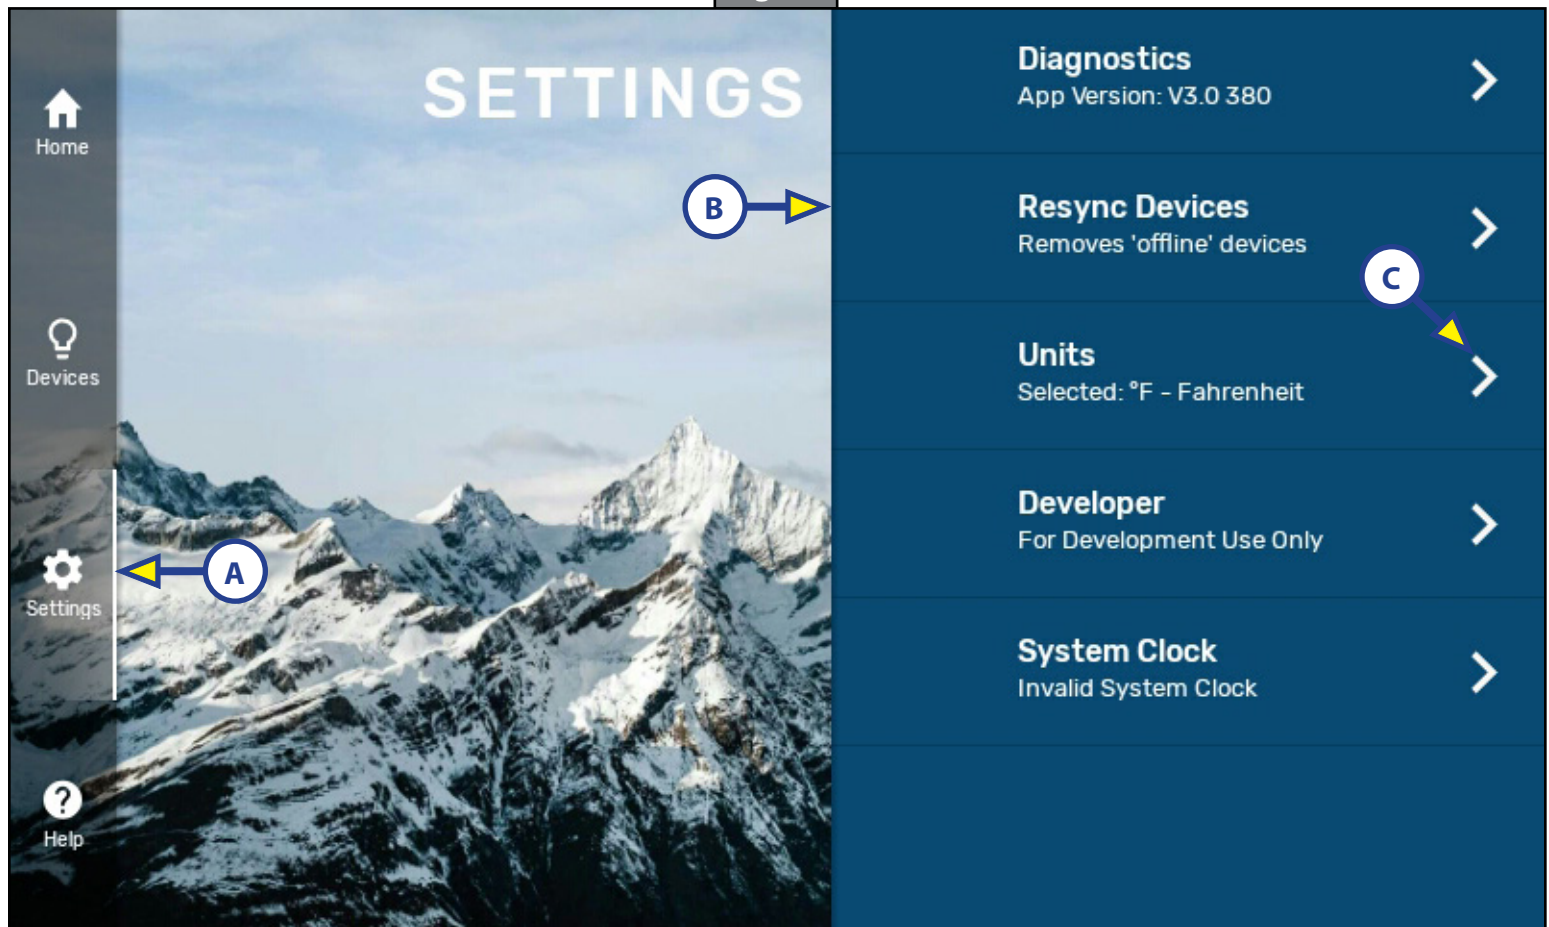 SETTINGS
Home
Devices
Settings
Help
A
B
C
Diagnostics
App Version: V3.0 380
Resync Devices
Removes 'offline' devices
Units
Selected: °F - Fahrenheit
Developer
For Development Use Only
System Clock
Invalid System Clock